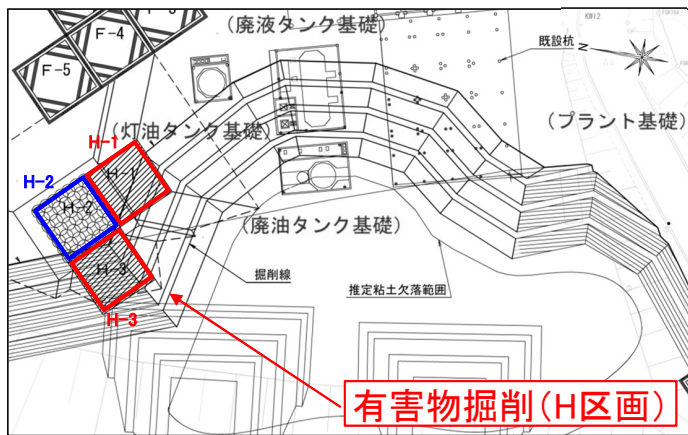 (廃液タンク基礎)
F-4
F-5
既設杭
N
KW12
(灯油タンク基礎)
(プラント基礎)
H-1
H-1
H-2
H-2
(廃油タンク基礎)
H-3
掘削線
推定粘土欠落範囲
H-3
有害物掘削(H区画)